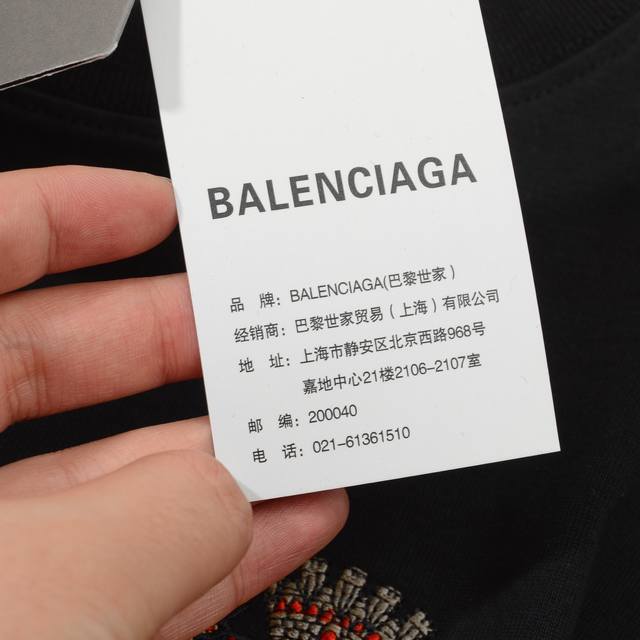 BALENCIAGA
品 牌: BALENCIAGA(巴黎世家)
经销商: 巴黎世家贸易(上海)有限公司
地 址: 上海市静安区北京西路968号
嘉地中心21楼2106-2107室
邮 编: 200040
电 话: 021-61361510